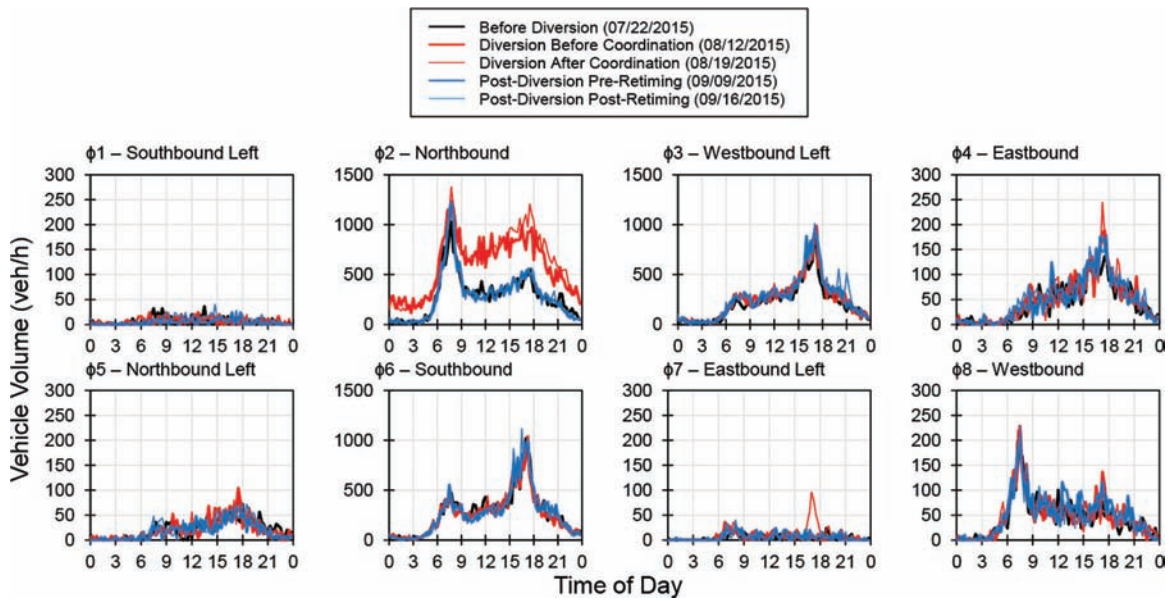 Before Diversion (07/22/2015)
Diversion Before Coordination (08/12/2015)
Diversion After Coordination (08/19/2015)
Post-Diversion Pre-Retiming (09/09/2015)
Post-Diversion Post-Retiming (09/16/2015)
ϕ1 – Southbound Left
ϕ2 – Northbound
ϕ3 – Westbound Left
ϕ4 – Eastbound
300
250
200
150
100
50
0
0 3 6 9 12 15 18 21 0
1500
1000
500
0
0 3 6 9 12 15 18 21 0
1500
1000
500
0
0 3 6 9 12 15 18 21 0
300
250
200
150
100
50
0
0 3 6 9 12 15 18 21 0
ϕ5 – Northbound Left
ϕ6 – Southbound
ϕ7 – Eastbound Left
ϕ8 – Westbound
300
250
200
150
100
50
0
0 3 6 9 12 15 18 21 0
1500
1000
500
0
0 3 6 9 12 15 18 21 0
300
250
200
150
100
50
0
0 3 6 9 12 15 18 21 0
300
250
200
150
100
50
0
0 3 6 9 12 15 18 21 0
Vehicle Volume (veh/h)
Time of Day